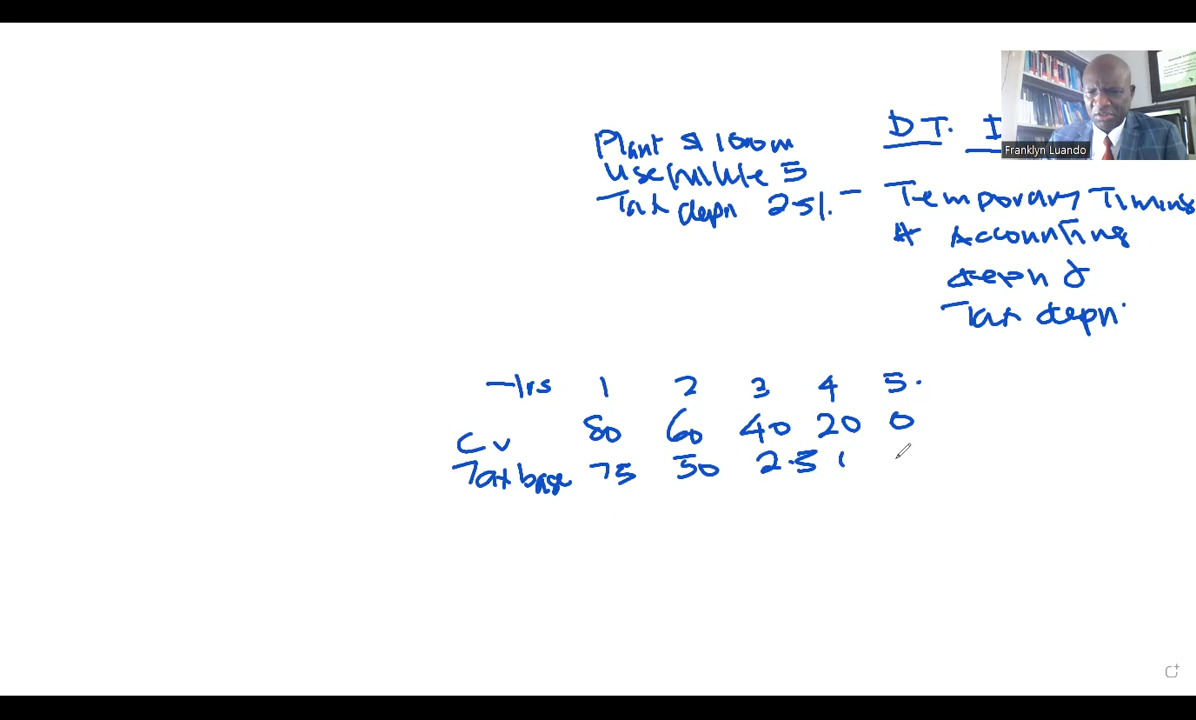 Plant $ 100m
Useful life 5
Tax depn 25%.
DT.
Temporary Timing
* Accounting
depn &
Tax depn.
Yrs 1 2 3 4 5.
CV 80 60 40 20 0
Tax base 75 50 25
Franklyn Luando